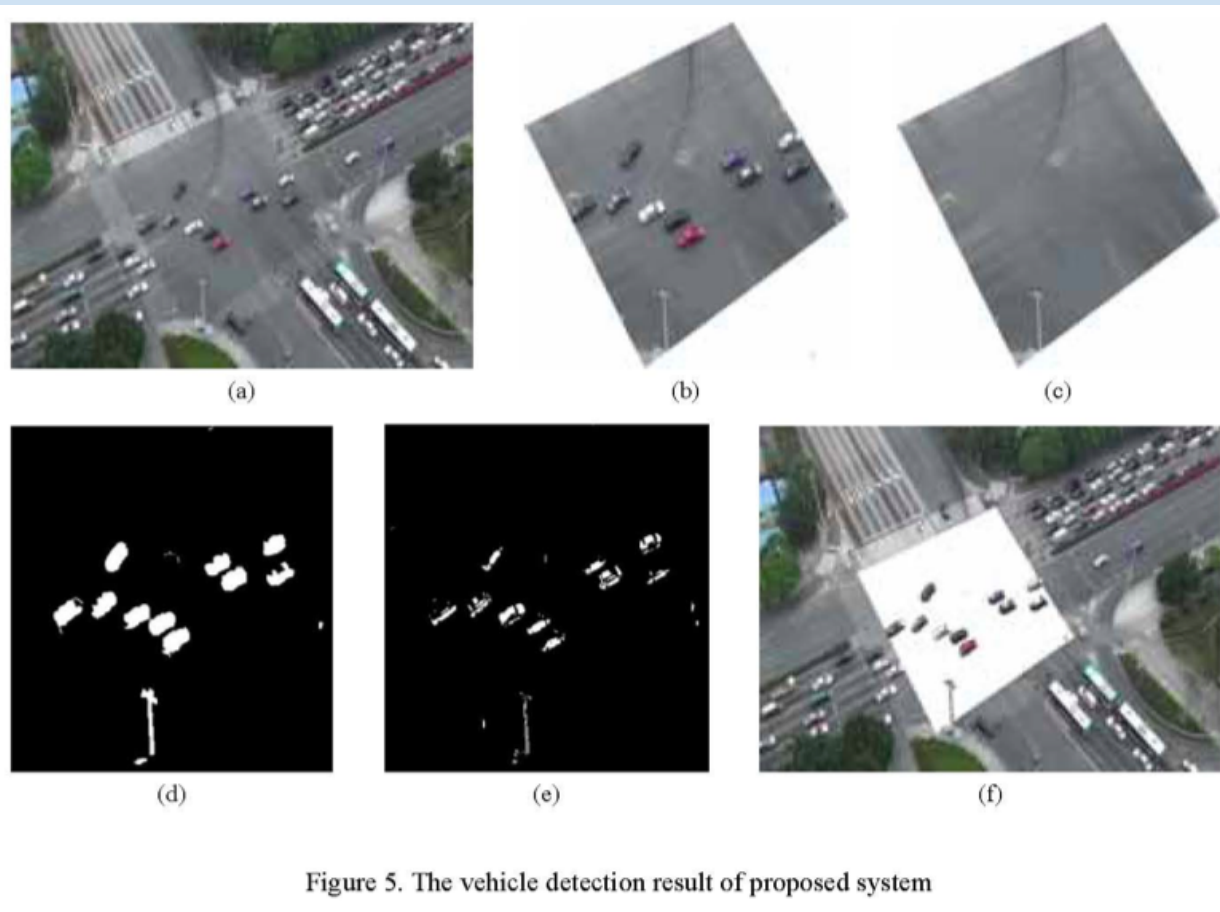 (a)
(b)
(c)
(d)
(e)
(f)
Figure 5. The vehicle detection result of proposed system